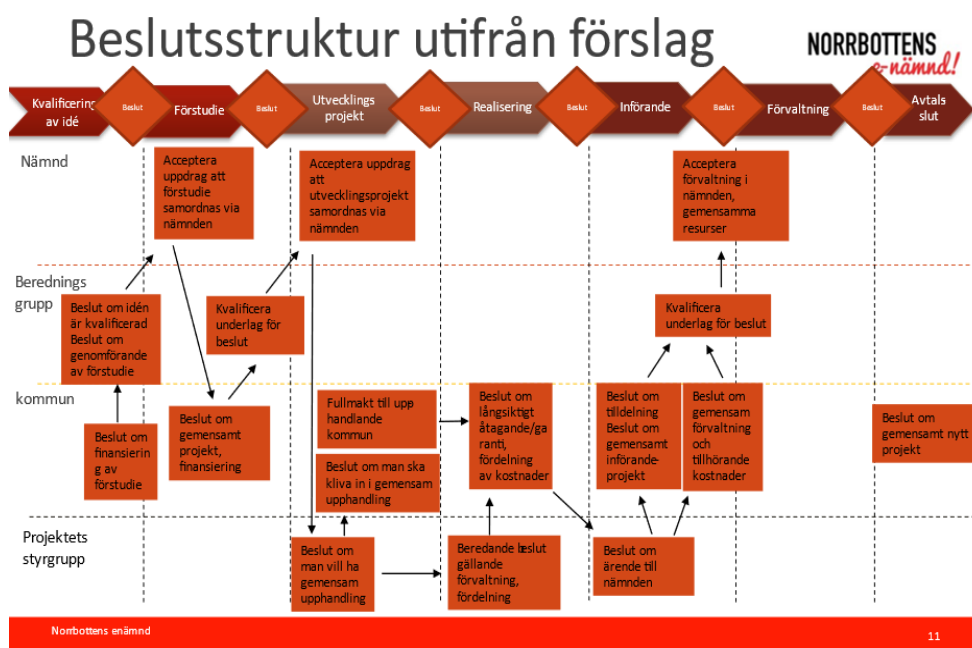 Beslutsstruktur utifrån förslag
NORRBOTTENS
e-nämnd!
Kvalificering
av idé
Beslut
Förstudie
Beslut
Utvecklings
projekt
Beslut
Realisering
Beslut
Införande
Beslut
Förvaltning
Beslut
Avtals
slut
Nämnd
Acceptera
uppdrag att
förstudie
samordnas via
nämnden
Acceptera uppdrag
att
utvecklingsprojekt
samordnas via
nämnden
Acceptera
förvaltning i
nämnden,
gemensamma
resurser
Berednings
grupp
Beslut om idén
är kvalificerad
Beslut om
genomförande
av förstudie
Kvalificera
underlag för
beslut
Kvalificera
underlag för beslut
kommun
Beslut om
finansierin
g av
förstudie
Beslut om
gemensamt
projekt,
finansiering
Fullmakt till upp
handlande
kommun
Beslut om man ska
kliva in i gemensam
upphandling
Beslut om
långsiktigt
åtagande/ga
ranti,
fördelning
av kostnader
Beslut om
tilldelning
Beslut om
gemensamt
införande-
projekt
Beslut om
gemensam
förvaltning
och
tillhörande
kostnader
Beslut om
gemensamt nytt
projekt
Projektets
styrgrupp
Beslut om
man vill ha
gemensam
upphandling
Beredande beslut
gällande
förvaltning,
fördelning
Beslut om
ärende till
nämnden
Norrbottens enämnd
11